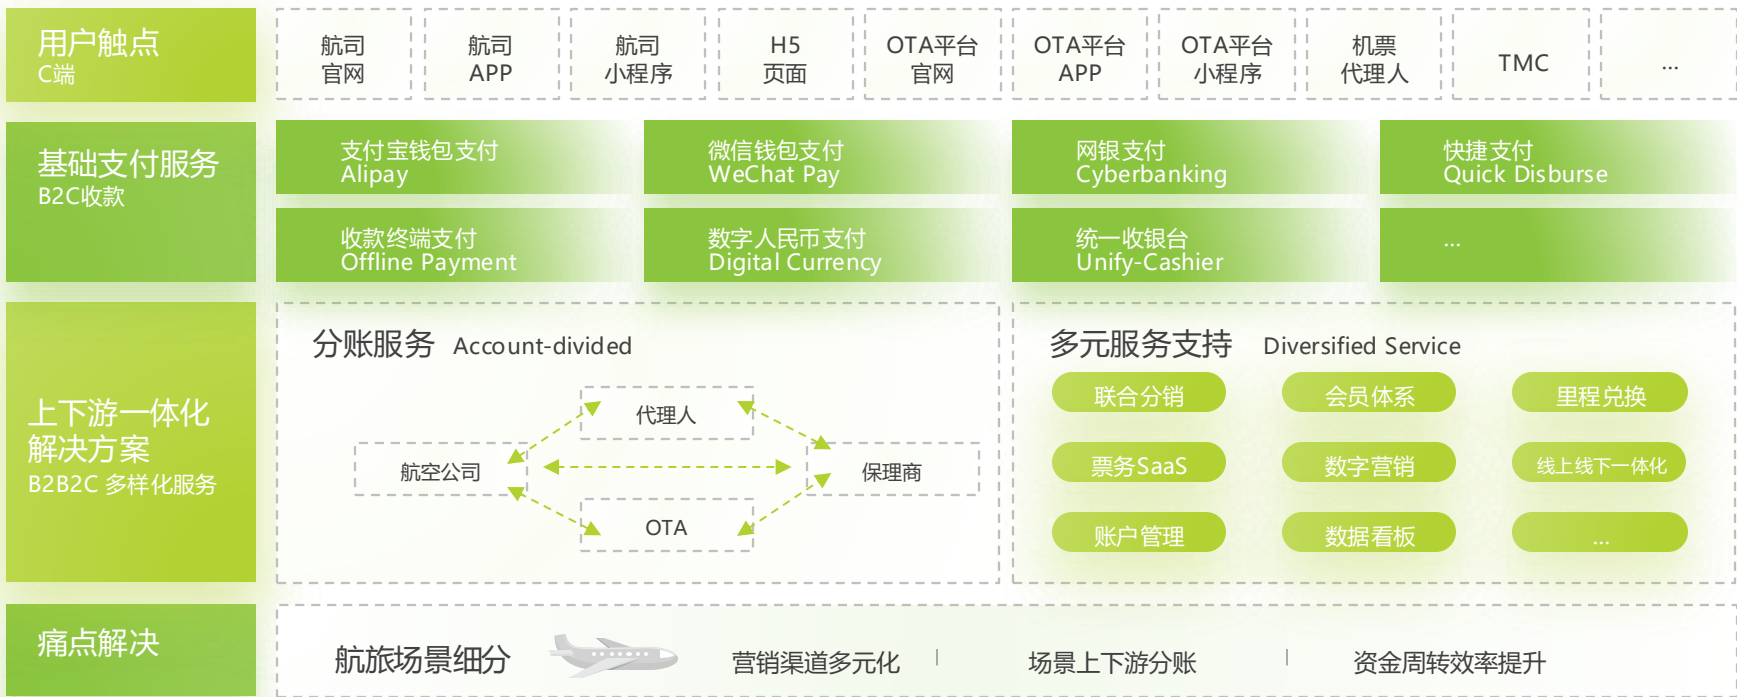 用户触点
C端
航司
官网
航司
APP
航司
小程序
H5
页面
OTA平台
官网
OTA平台
APP
OTA平台
小程序
机票
代理人
TMC
...
基础支付服务
B2C收款
支付宝钱包支付
Alipay
微信钱包支付
WeChat Pay
网银支付
Cyberbanking
快捷支付
Quick Disburse
收款终端支付
Offline Payment
数字人民币支付
Digital Currency
统一收银台
Unify-Cashier
...
上下游一体化
解决方案
B2B2C 多样化服务
分账服务 Account-divided
代理人
航空公司
保理商
OTA
多元服务支持 Diversified Service
联合分销
会员体系
里程兑换
票务SaaS
数字营销
线上线下一体化
账户管理
数据看板
...
痛点解决
航旅场景细分
营销渠道多元化
场景上下游分账
资金周转效率提升